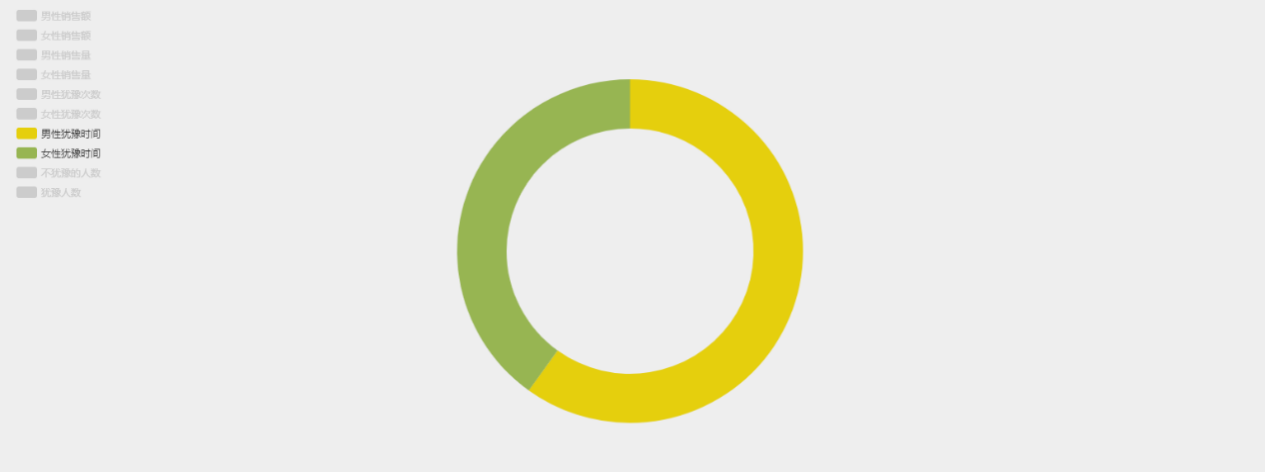 男性销售额
女性销售额
男性销售量
女性销售量
男性犹豫次数
女性犹豫次数
男性犹豫时间
女性犹豫时间
不犹豫的人数
犹豫人数